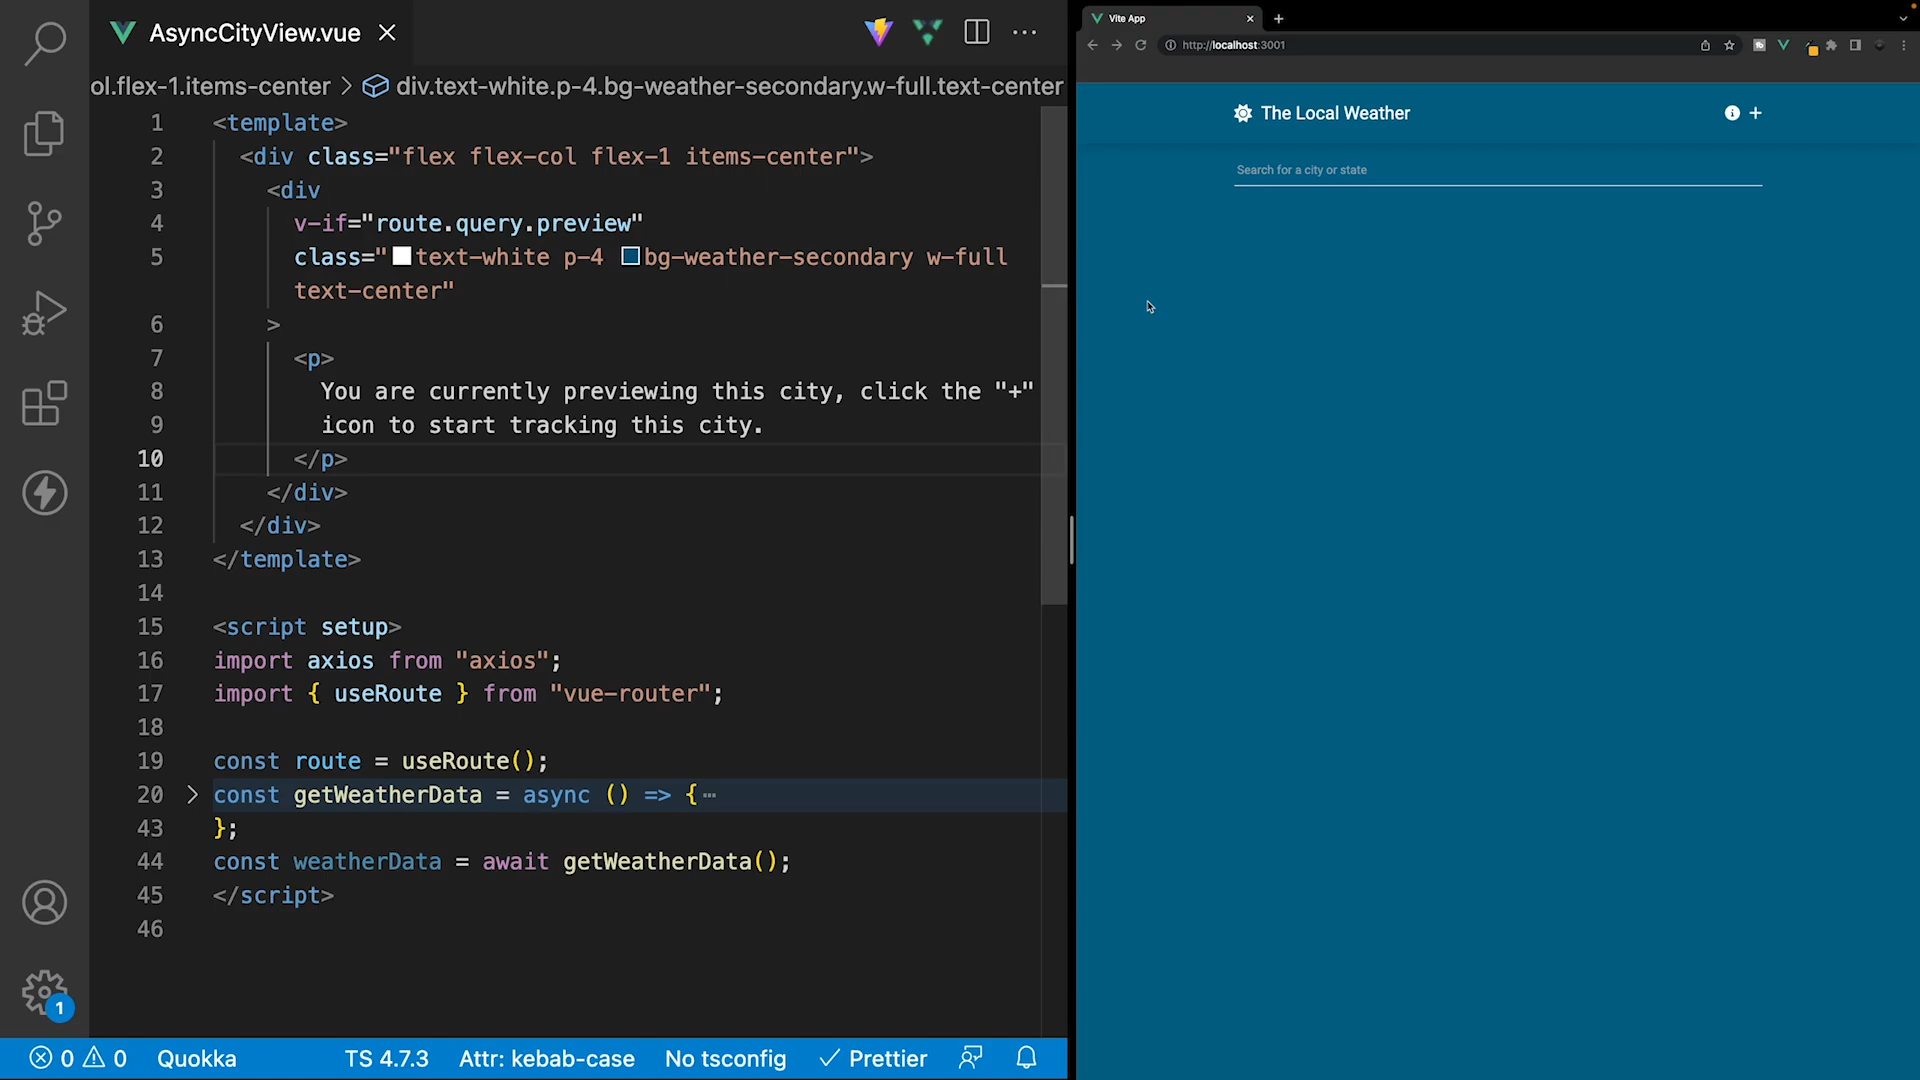 AsyncCityView.vue
ol.flex-1.items-center > div.text-white.p-4.bg-weather-secondary.w-full.text-center
1 <template>
2 <div class="flex flex-col flex-1 items-center">
3 <div
4 v-if="route.query.preview"
5 class="text-white p-4 bg-weather-secondary w-full
text-center"
6 >
7 <p>
8 You are currently previewing this city, click the "+"
9 icon to start tracking this city.
10 </p>
11 </div>
12 </div>
13 </template>
14
15 <script setup>
16 import axios from "axios";
17 import { useRoute } from "vue-router";
18
19 const route = useRoute();
20 const getWeatherData = async () => {⋯
43 };
44 const weatherData = await getWeatherData();
45 </script>
46
1
0 0 Quokka TS 4.7.3 Attr: kebab-case No tsconfig Prettier
Vite App
http://localhost:3001
The Local Weather
Search for a city or state